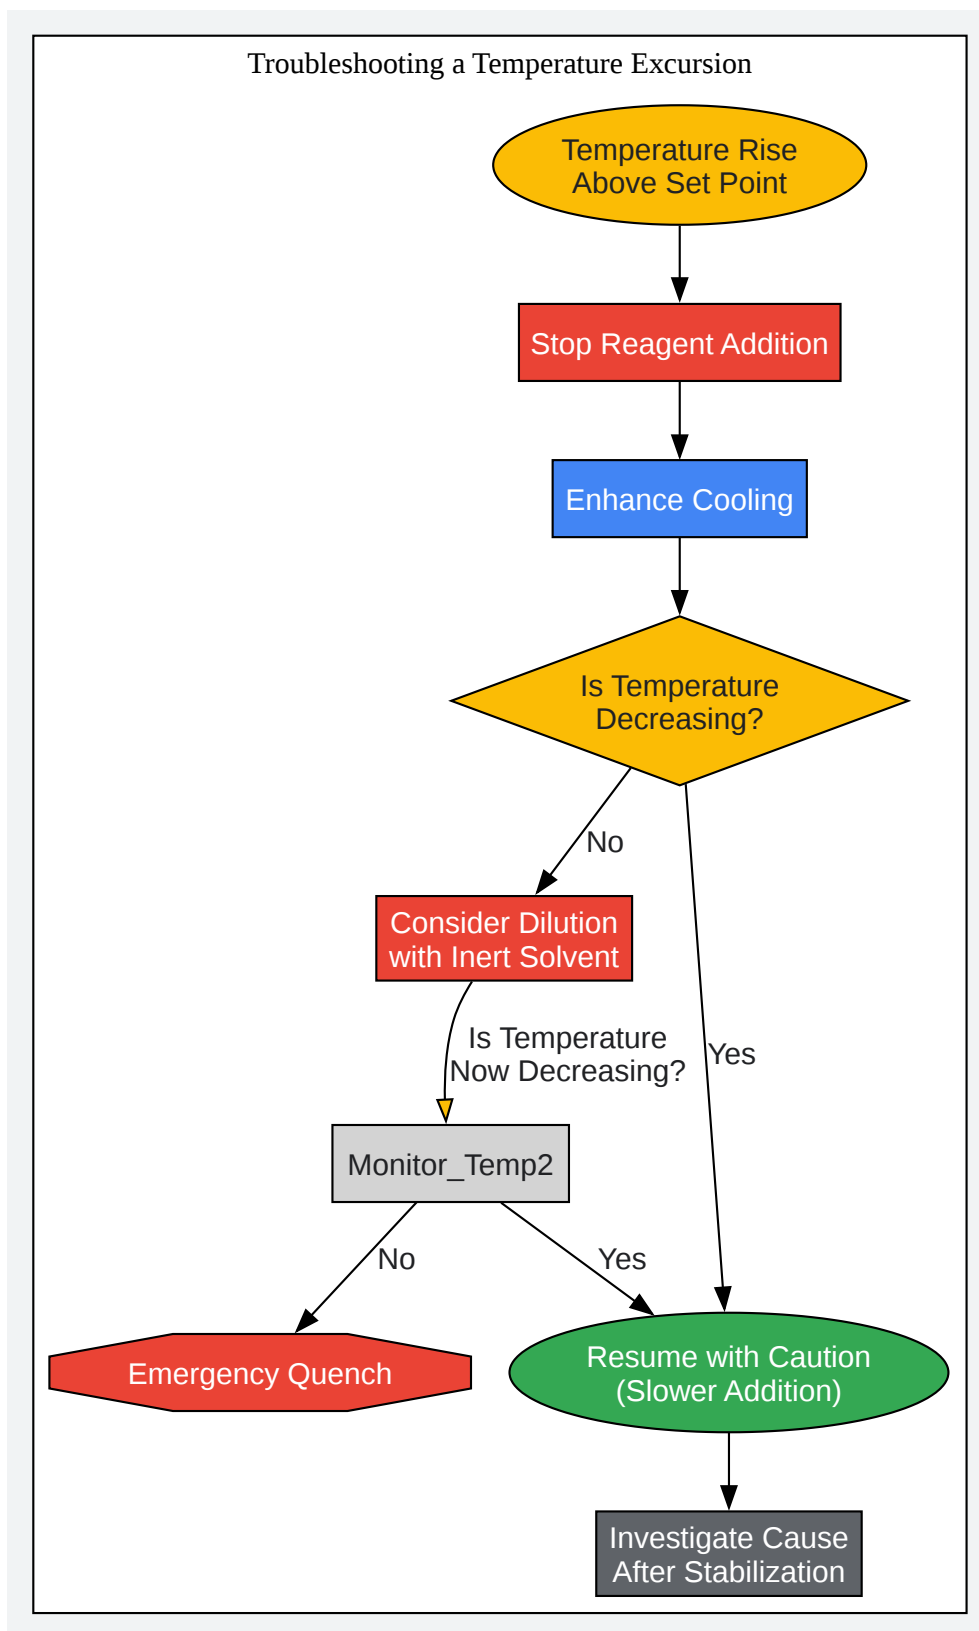 Troubleshooting a Temperature Excursion
Temperature Rise
Above Set Point
Stop Reagent Addition
Enhance Cooling
Is Temperature
Decreasing?
No
Consider Dilution
with Inert Solvent
Is Temperature
Now Decreasing?
Yes
Monitor_Temp2
No
Yes
Emergency Quench
Resume with Caution
(Slower Addition)
Investigate Cause
After Stabilization